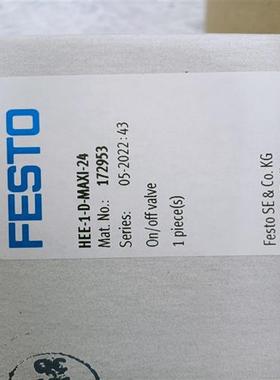 FESTO
HEE-1-D-MAXI-24
Mat. No.: 172953
Series: 05-2022 : 43
On/off valve
1 piece(s)
Festo SE & Co. KG